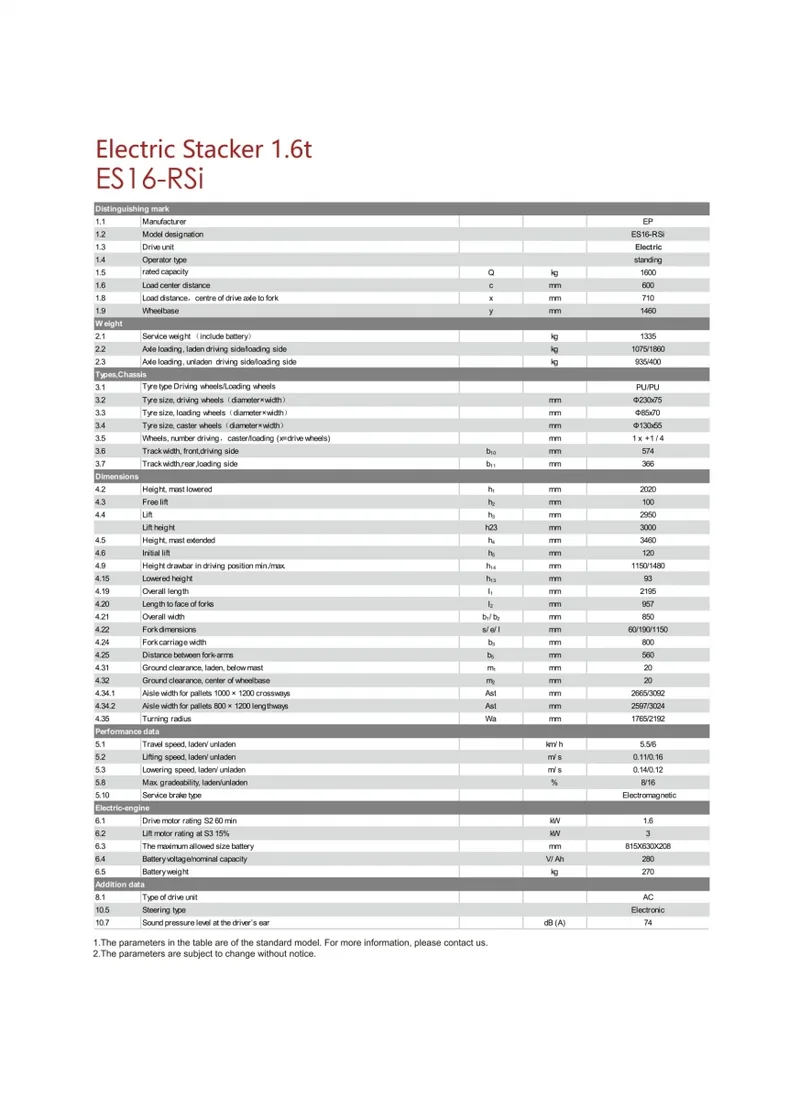 Electric Stacker 1.6t
ES16-RSi
Distinguishing mark
1.1 Manufacturer EP
1.2 Model designation ES16-RSi
1.3 Drive unit Electric
1.4 Operator type standing
1.5 rated capacity Q kg 1600
1.6 Load center distance c mm 600
1.8 Load distance，centre of drive axle to fork x mm 710
1.9 Wheelbase y mm 1460
Weight
2.1 Service weight （include battery） kg 1335
2.2 Axle loading, laden driving side/loading side kg 1075/1860
2.3 Axle loading, unladen driving side/loading side kg 935/400
Types,Chassis
3.1 Tyre type Driving wheels/Loading wheels PU/PU
3.2 Tyre size, driving wheels（diameter×width） mm Φ230x75
3.3 Tyre size, loading wheels（diameter×width） mm Φ85x70
3.4 Tyre size, caster wheels（diameter×width） mm Φ130x55
3.5 Wheels, number driving，caster/loading (x=drive wheels) mm 1 x +1 / 4
3.6 Track width, front,driving side b₁₀ mm 574
3.7 Track width,rear,loading side b₁₁ mm 366
Dimensions
4.2 Height, mast lowered h₁ mm 2020
4.3 Free lift h₂ mm 100
4.4 Lift h₃ mm 2950
Lift height h23 mm 3000
4.5 Height, mast extended h₄ mm 3460
4.6 Initial lift h₅ mm 120
4.9 Height drawbar in driving position min./max. h₁₄ mm 1150/1480
4.15 Lowered height h₁₃ mm 93
4.19 Overall length l₁ mm 2195
4.20 Length to face of forks l₂ mm 957
4.21 Overall width b₁/ b₂ mm 850
4.22 Fork dimensions s/ e/ l mm 60/190/1150
4.24 Fork carriage width b₃ mm 800
4.25 Distance between fork-arms b₅ mm 560
4.31 Ground clearance, laden, below mast m₁ mm 20
4.32 Ground clearance, center of wheelbase m₂ mm 20
4.34.1 Aisle width for pallets 1000 × 1200 crossways Ast mm 2665/3092
4.34.2 Aisle width for pallets 800 × 1200 lengthways Ast mm 2597/3024
4.35 Turning radius Wa mm 1765/2192
Performance data
5.1 Travel speed, laden/ unladen km/ h 5.5/6
5.2 Lifting speed, laden/ unladen m/ s 0.11/0.16
5.3 Lowering speed, laden/ unladen m/ s 0.14/0.12
5.8 Max. gradeability, laden/unladen % 8/16
5.10 Service brake type Electromagnetic
Electric-engine
6.1 Drive motor rating S2 60 min kW 1.6
6.2 Lift motor rating at S3 15% kW 3
6.3 The maximum allowed size battery mm 815X630X208
6.4 Battery voltage/nominal capacity V/ Ah 280
6.5 Battery weight kg 270
Addition data
8.1 Type of drive unit AC
10.5 Steering type Electronic
10.7 Sound pressure level at the driver's ear dB (A) 74
1.The parameters in the table are of the standard model. For more information, please contact us.
2.The parameters are subject to change without notice.